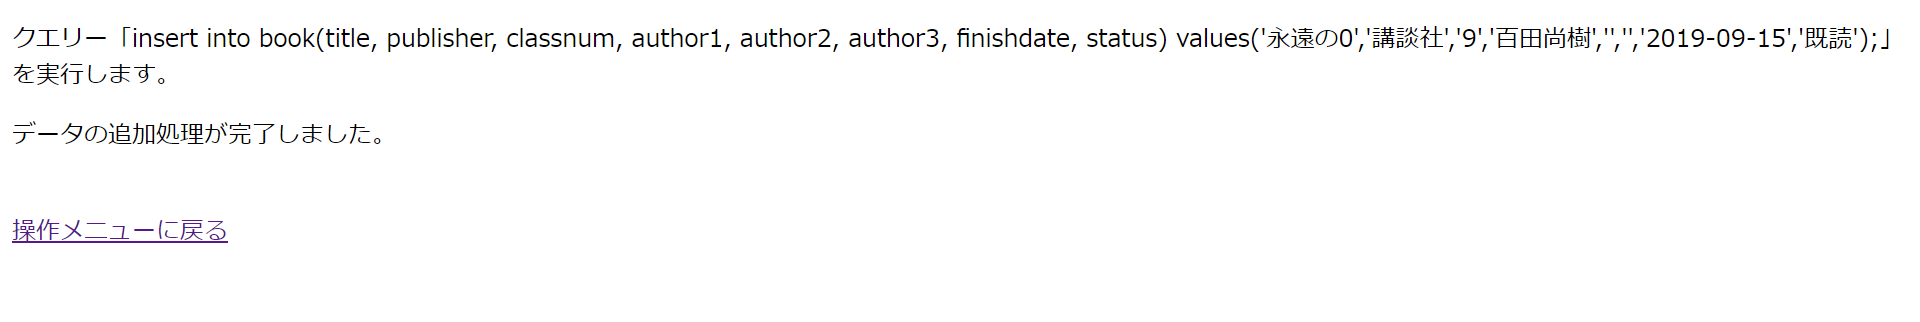 クエリー「insert into book(title, publisher, classnum, author1, author2, author3, finishdate, status) values('永遠の0','講談社','9','百田尚樹','','','2019-09-15','既読');」
を実行します。
データの追加処理が完了しました。
操作メニューに戻る